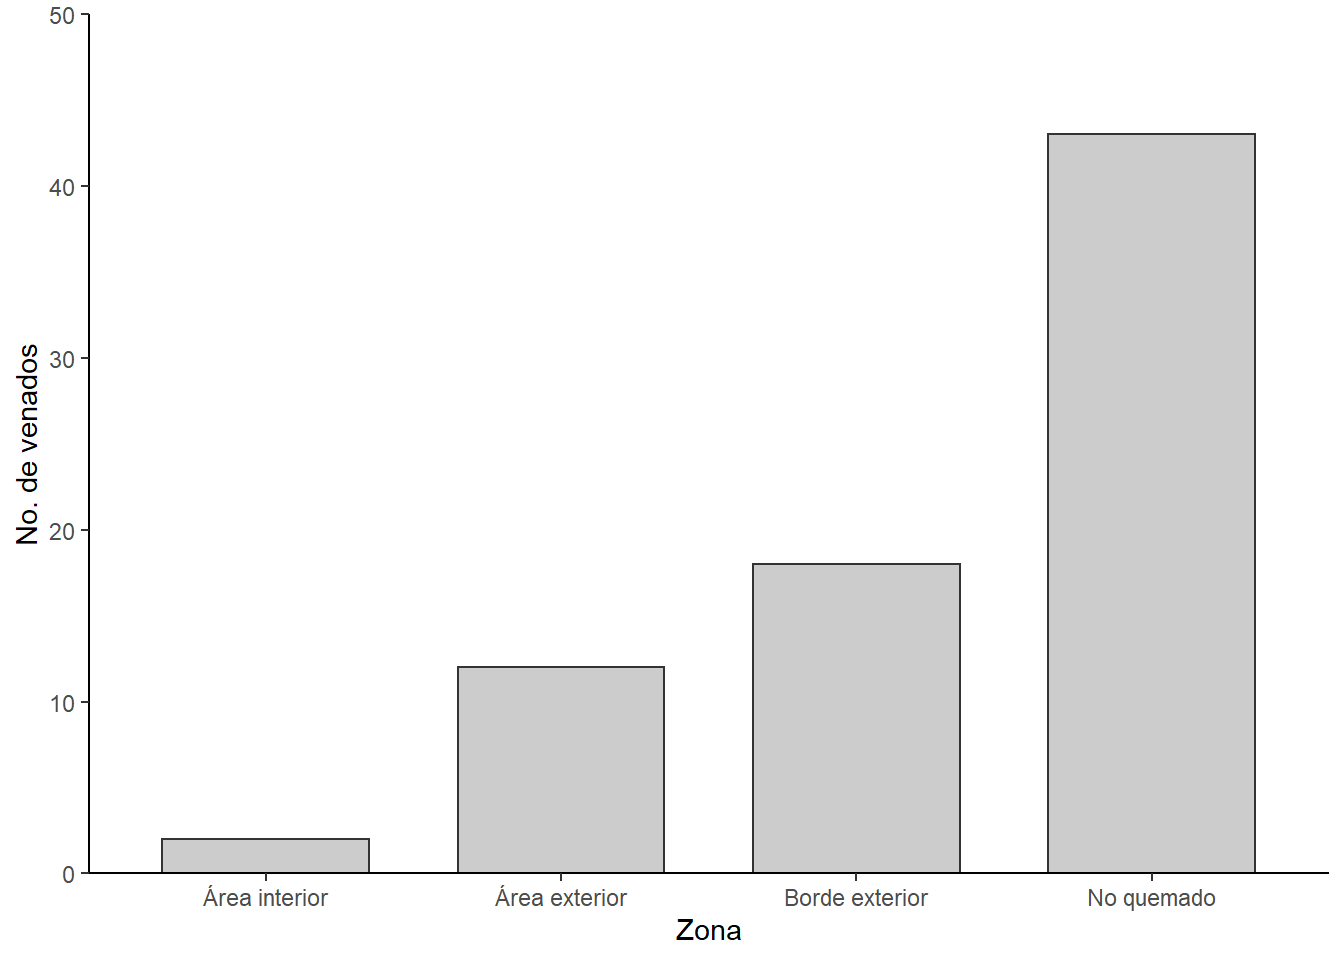 50
40
30
20
10
0
No. de venados
Área interior
Área exterior
Borde exterior
No quemado
Zona